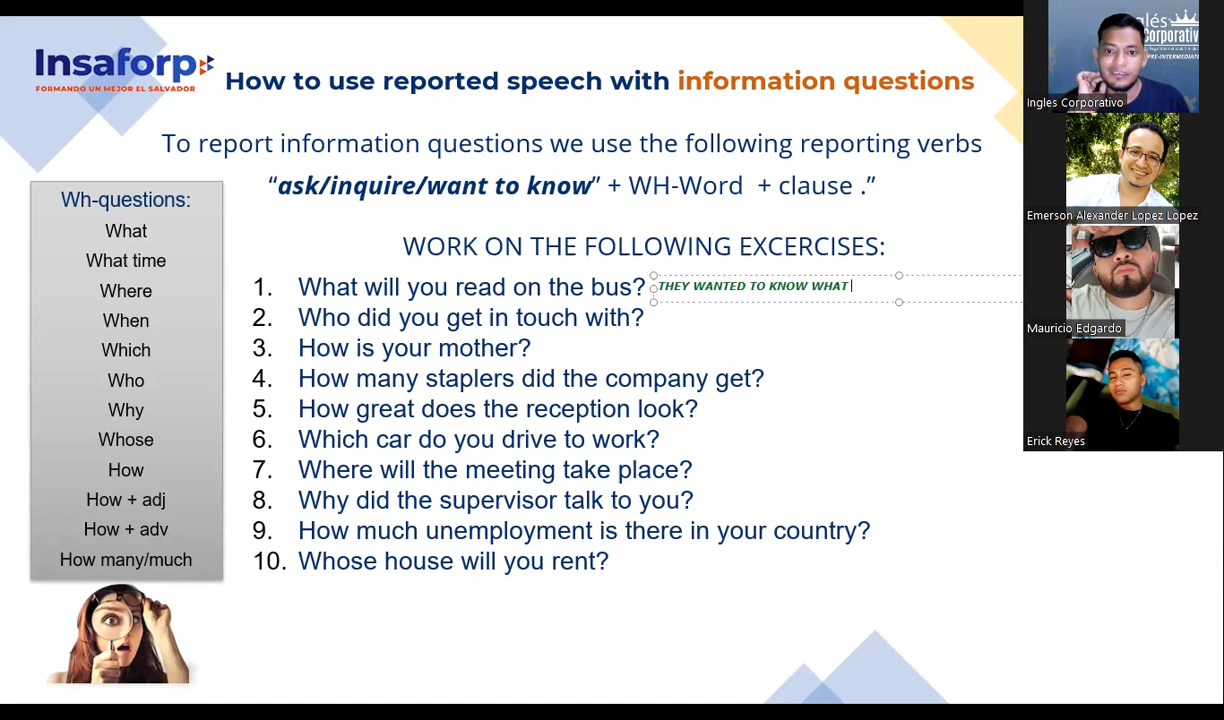 Insaforp
FORMANDO UN MEJOR EL SALVADOR
How to use reported speech with information questions
To report information questions we use the following reporting verbs
“ask/inquire/want to know” + WH-Word + clause .”
Wh-questions:
What
What time
Where
When
Which
Who
Why
Whose
How
How + adj
How + adv
How many/much
WORK ON THE FOLLOWING EXCERCISES:
1. What will you read on the bus? THEY WANTED TO KNOW WHAT
2. Who did you get in touch with?
3. How is your mother?
4. How many staplers did the company get?
5. How great does the reception look?
6. Which car do you drive to work?
7. Where will the meeting take place?
8. Why did the supervisor talk to you?
9. How much unemployment is there in your country?
10. Whose house will you rent?
Ingles Corporativo
Emerson Alexander Lopez Lopez
Mauricio Edgardo
Erick Reyes